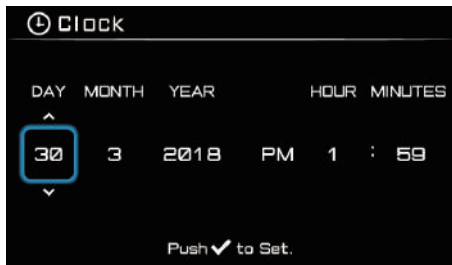 Clock
DAY MONTH YEAR HOUR MINUTES
30 3 2018 PM 1 : 59
Push ✔ to Set.